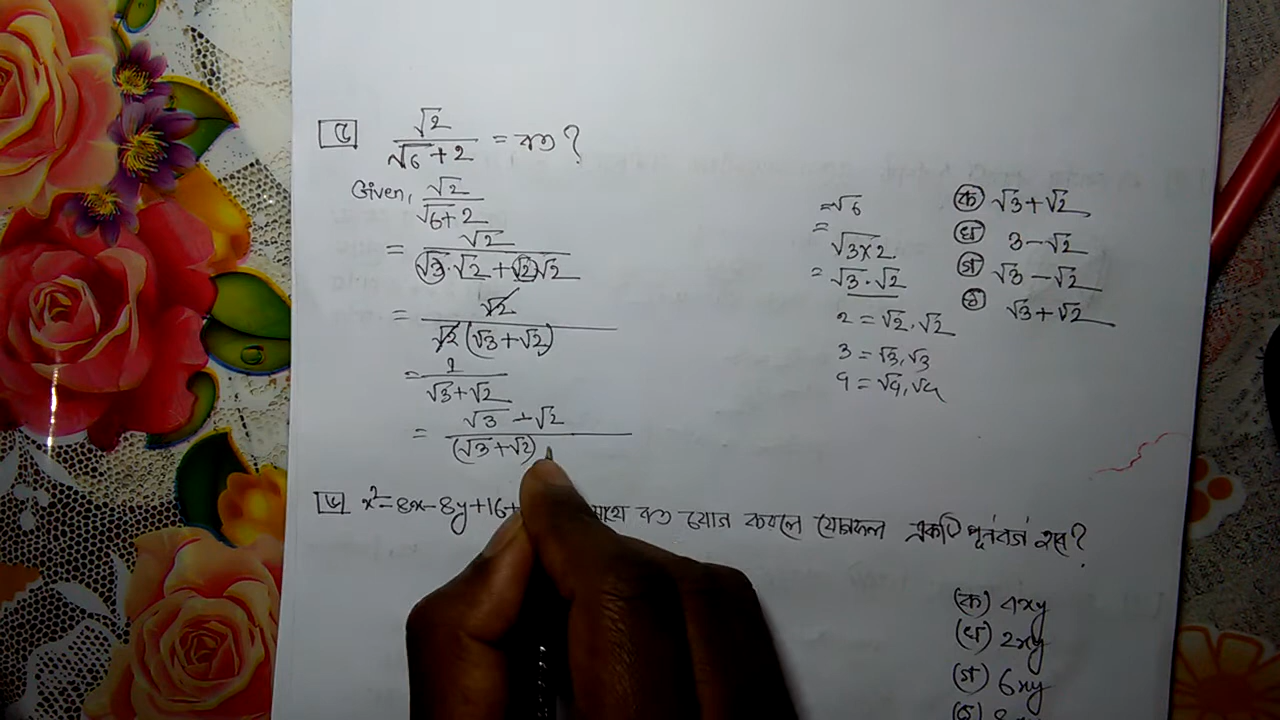 ৫ √2/(√6+2) = কত?
Given, √2/(√6+2)
= √2/(√3·√2+√2√2)
= √2/(√2(√3+√2))
= 1/(√3+√2)
= (√3-√2)/(√3+√2)
=√6
= √3×2
= √3·√2
2 = √2,√2
3 = √3,√3
4 = √4,√4
ক √3+√2
খ 3-√2
গ √3-√2
ঘ √3+√2
৬ x²=8x-8y+16+ সাথে কত যোগ করলে যোগফল একটি পূর্ণবর্গ হবে?
(ক) 4xy
(খ) 2xy
(গ) 6xy
(ঘ)